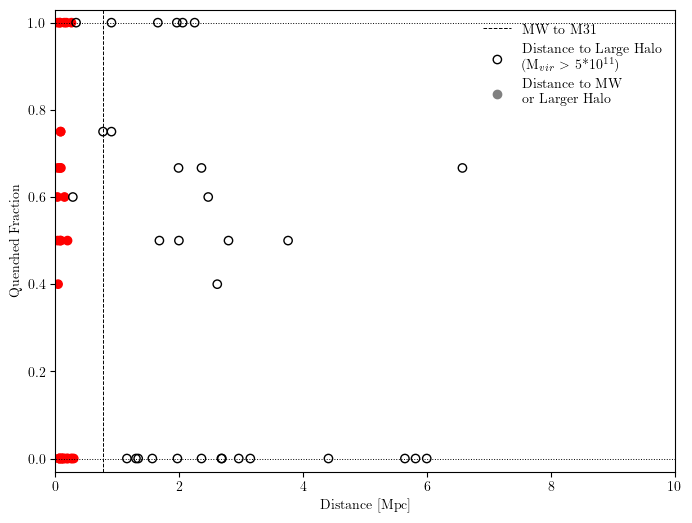 1.0
0.8
0.6
0.4
0.2
0.0
Quenched Fraction
0
2
4
6
8
10
Distance [Mpc]
MW to M31
Distance to Large Halo
(M_{vir} > 5*10^{11})
Distance to MW
or Larger Halo